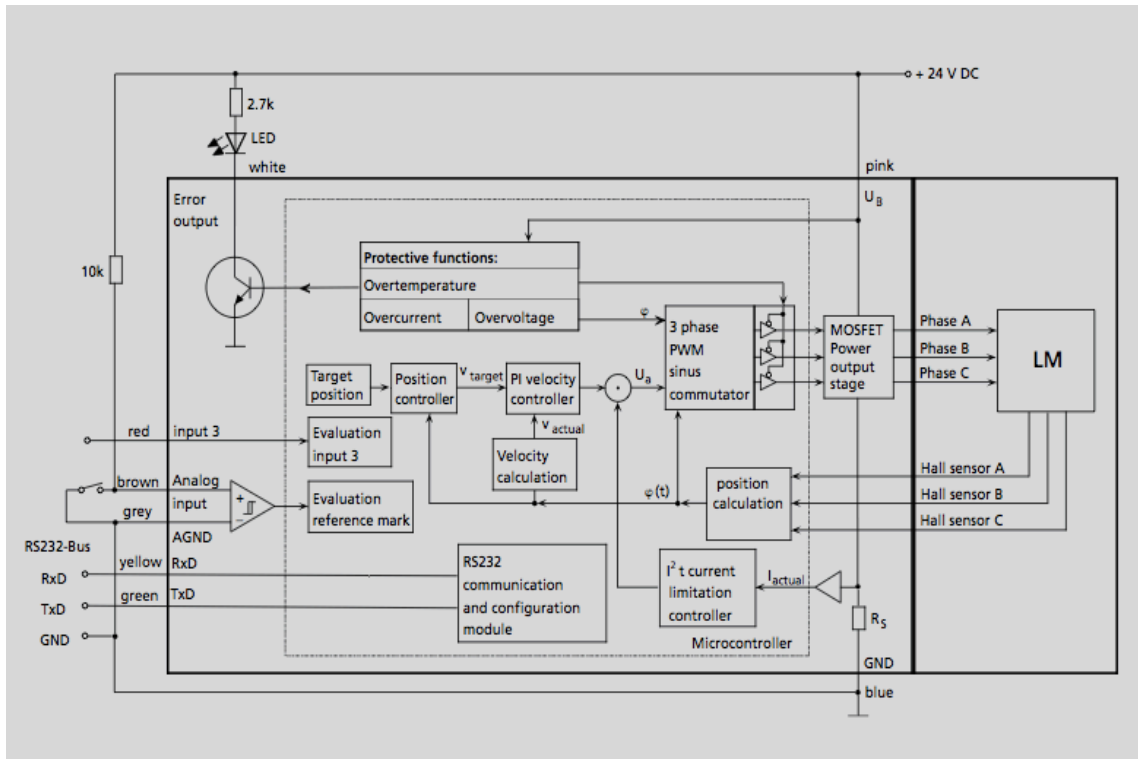 + 24 V DC
2.7k
LED
white
pink
Error
output
U_B
10k
Protective functions:
Overtemperature
Overcurrent
Overvoltage
φ
3 phase
PWM
sinus
commutator
MOSFET
Power
output
stage
Phase A
Phase B
Phase C
LM
Target
position
Position
controller
v target
PI velocity
controller
U_a
v actual
red
input 3
Evaluation
input 3
Velocity
calculation
brown
Analog
input
grey
AGND
Evaluation
reference mark
φ(t)
position
calculation
Hall sensor A
Hall sensor B
Hall sensor C
RS232-Bus
yellow
RxD
RxD
green
TxD
TxD
GND
RS232
communication
and configuration
module
I² t current
limitation
controller
I_actual
R_S
Microcontroller
GND
blue